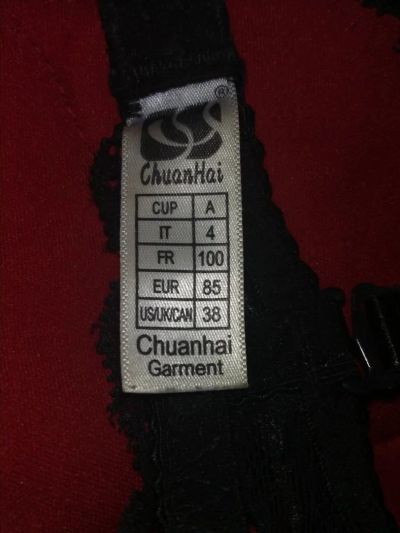 ®
ChuanHai
CUP A
IT 4
FR 100
EUR 85
US/UK/CAN 38
Chuanhai
Garment